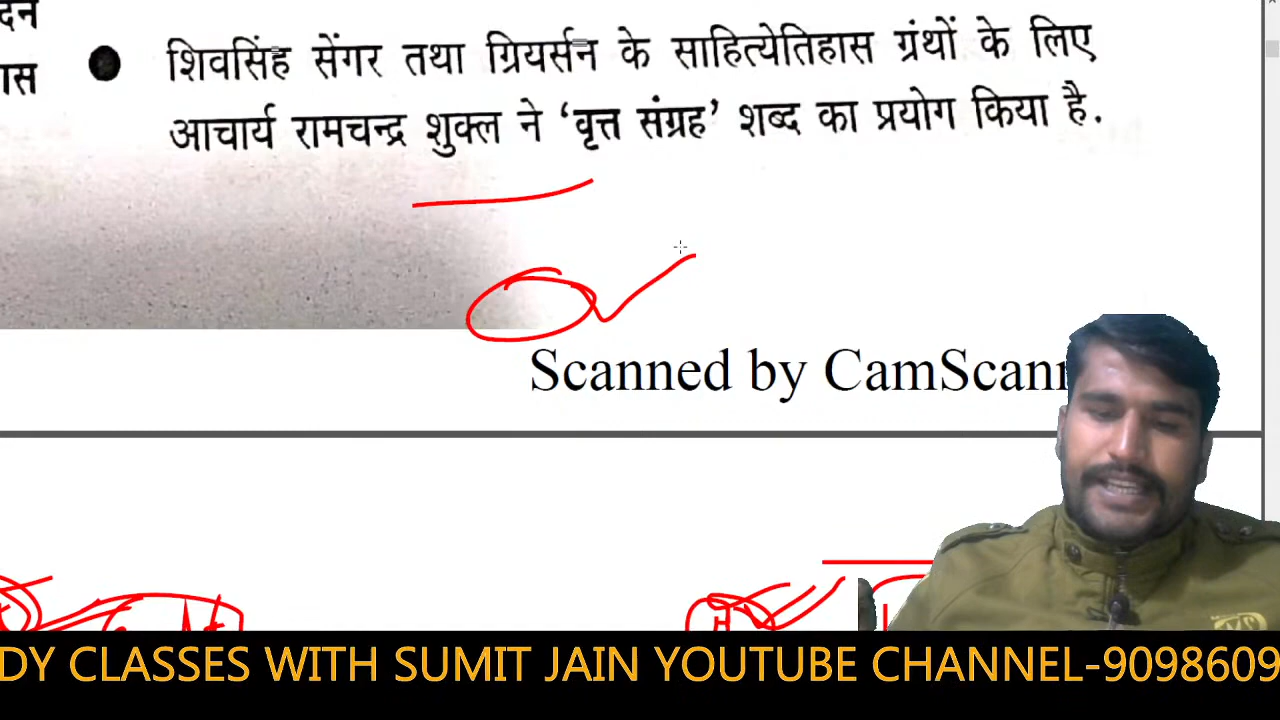 दन
ास
शिवसिंह सेंगर तथा ग्रियर्सन के साहित्येतिहास ग्रंथों के लिए
आचार्य रामचन्द्र शुक्ल ने ‘वृत्त संग्रह’ शब्द का प्रयोग किया है.
Scanned by CamScann
DY CLASSES WITH SUMIT JAIN YOUTUBE CHANNEL-9098609